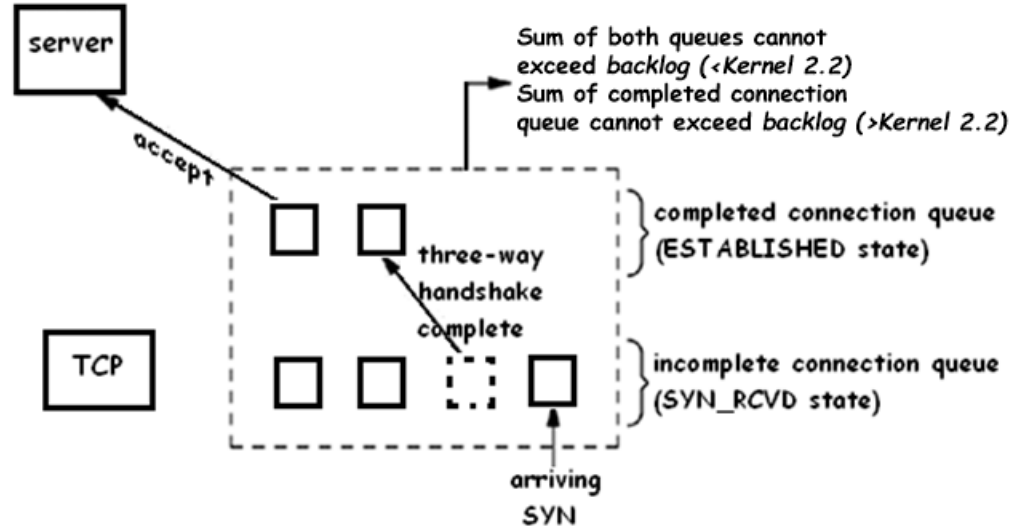 server
Sum of both queues cannot
exceed backlog (<Kernel 2.2)
Sum of completed connection
queue cannot exceed backlog (>Kernel 2.2)
accept
completed connection queue
(ESTABLISHED state)
three-way
handshake
complete
TCP
incomplete connection queue
(SYN_RCVD state)
arriving
SYN